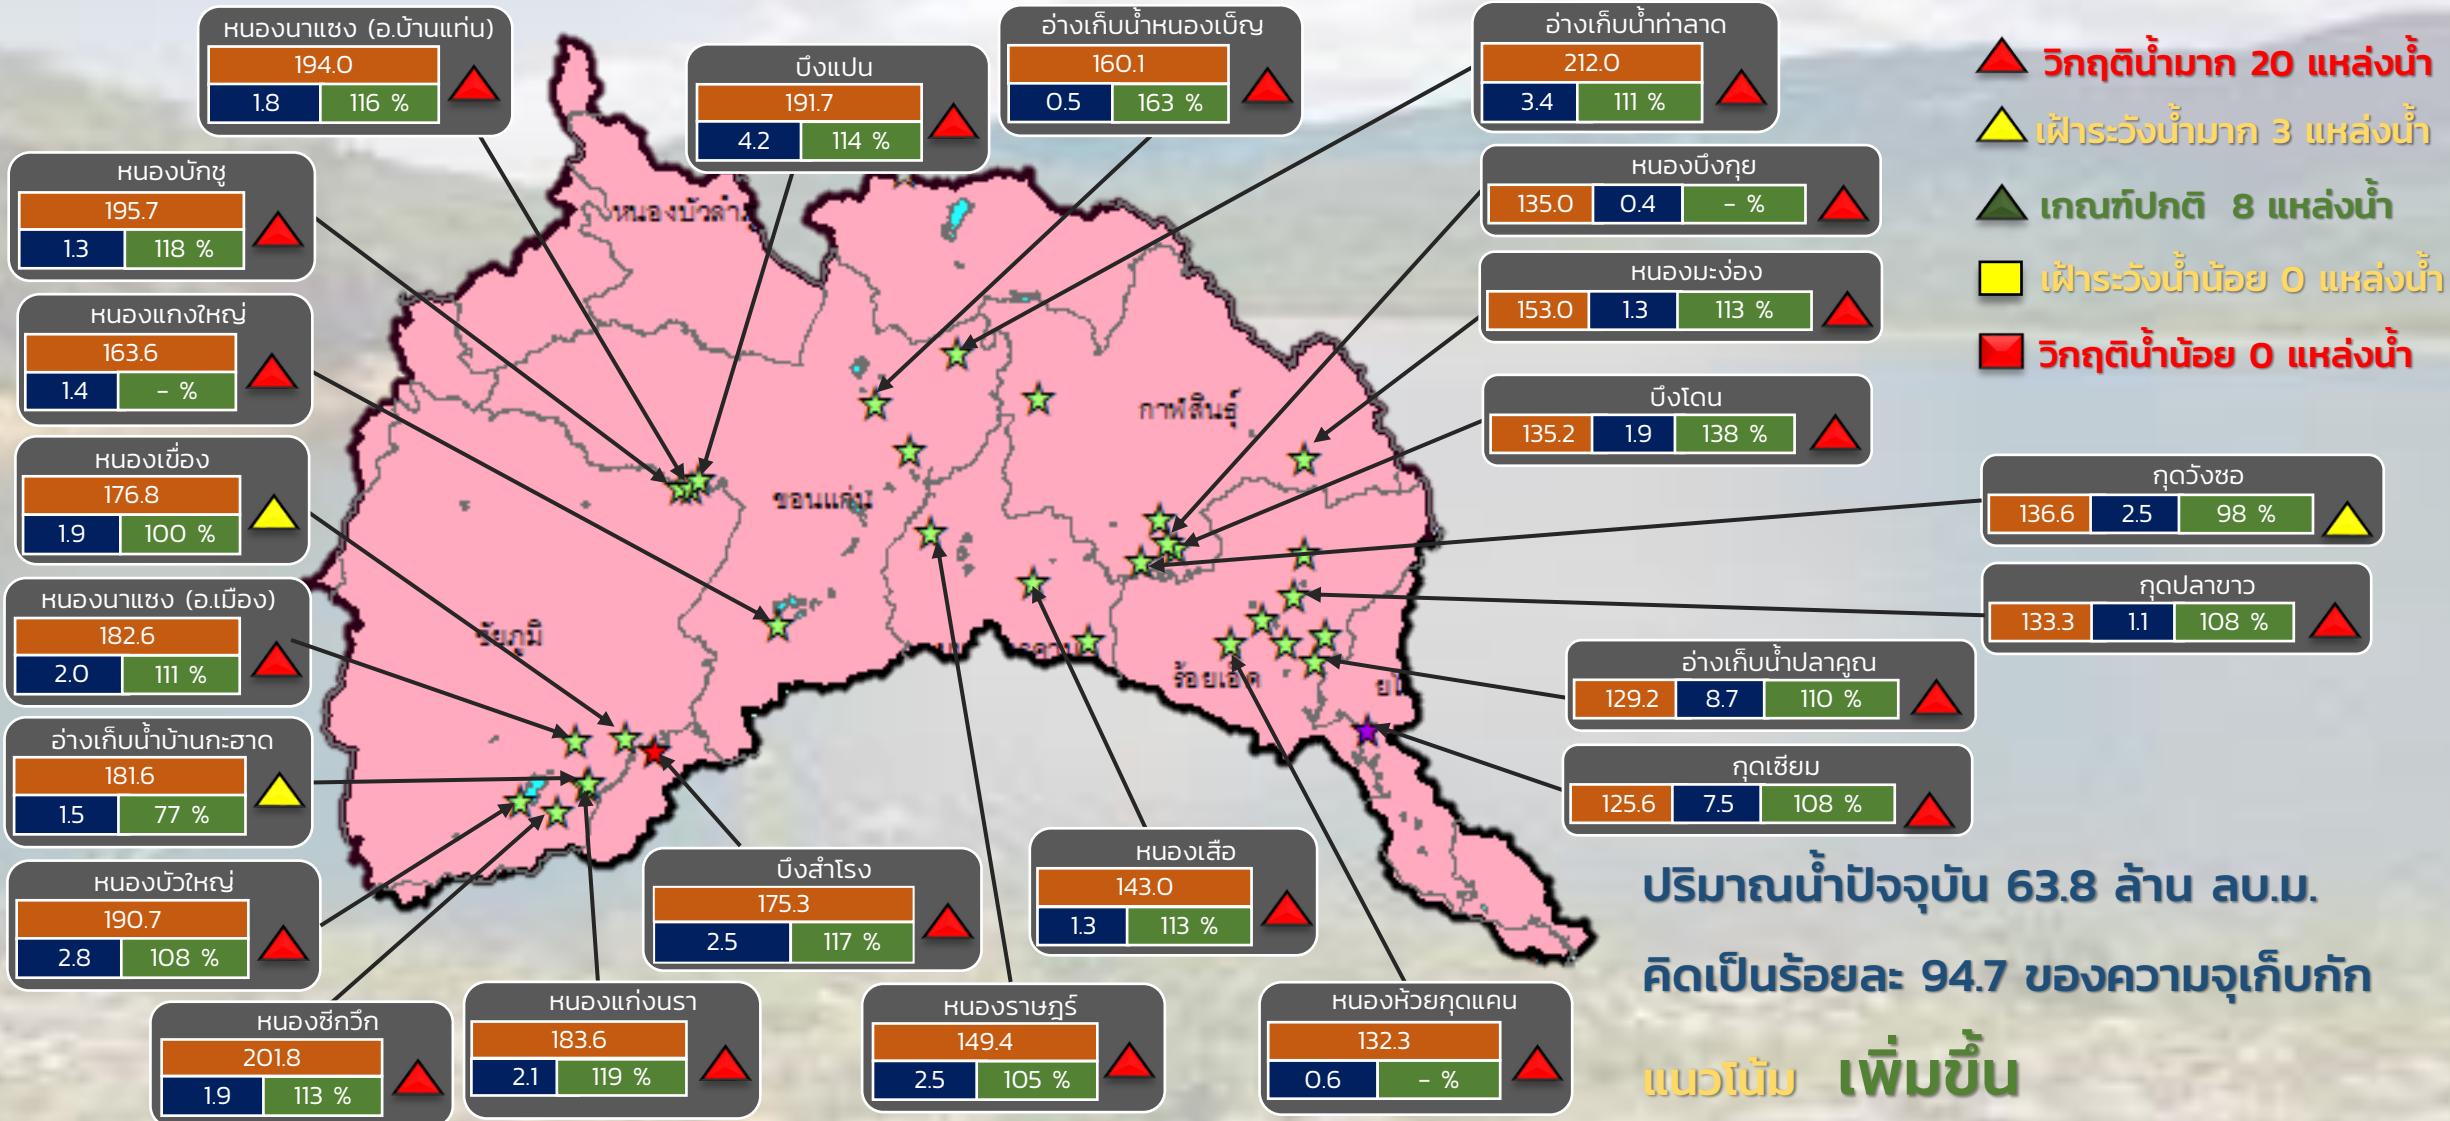 หนองนาแซง (อ.บ้านแท่น)
194.0
1.8 116 %
บึงแปน
191.7
4.2 114 %
อ่างเก็บน้ำหนองเบ็ญ
160.1
0.5 163 %
อ่างเก็บน้ำท่าลาด
212.0
3.4 111 %
วิกฤติน้ำมาก 20 แหล่งน้ำ
เฝ้าระวังน้ำมาก 3 แหล่งน้ำ
เกณฑ์ปกติ 8 แหล่งน้ำ
เฝ้าระวังน้ำน้อย 0 แหล่งน้ำ
วิกฤติน้ำน้อย 0 แหล่งน้ำ
หนองบักชู
195.7
1.3 118 %
หนองบึงกุย
135.0 0.4 - %
หนองมะง่อง
153.0 1.3 113 %
หนองแกงใหญ่
163.6
1.4 - %
บึงโดน
135.2 1.9 138 %
หนองเขื่อง
176.8
1.9 100 %
กุดวังซอ
136.6 2.5 98 %
หนองนาแซง (อ.เมือง)
182.6
2.0 111 %
กุดปลาขาว
133.3 1.1 108 %
อ่างเก็บน้ำปลาคูณ
129.2 8.7 110 %
อ่างเก็บน้ำบ้านกะฮาด
181.6
1.5 77 %
กุดเชียม
125.6 7.5 108 %
หนองบัวใหญ่
190.7
2.8 108 %
บึงสำโรง
175.3
2.5 117 %
หนองเสือ
143.0
1.3 113 %
หนองซีกวึก
201.8
1.9 113 %
หนองแก่งนรา
183.6
2.1 119 %
หนองราษฎร์
149.4
2.5 105 %
หนองห้วยกุดแคน
132.3
0.6 - %
กาฬสินธุ์
ขอนแก่น
ชัยภูมิ
ร้อยเอ็ด
ปริมาณน้ำปัจจุบัน 63.8 ล้าน ลบ.ม.
คิดเป็นร้อยละ 94.7 ของความจุเก็บกัก
แนวโน้ม เพิ่มขึ้น